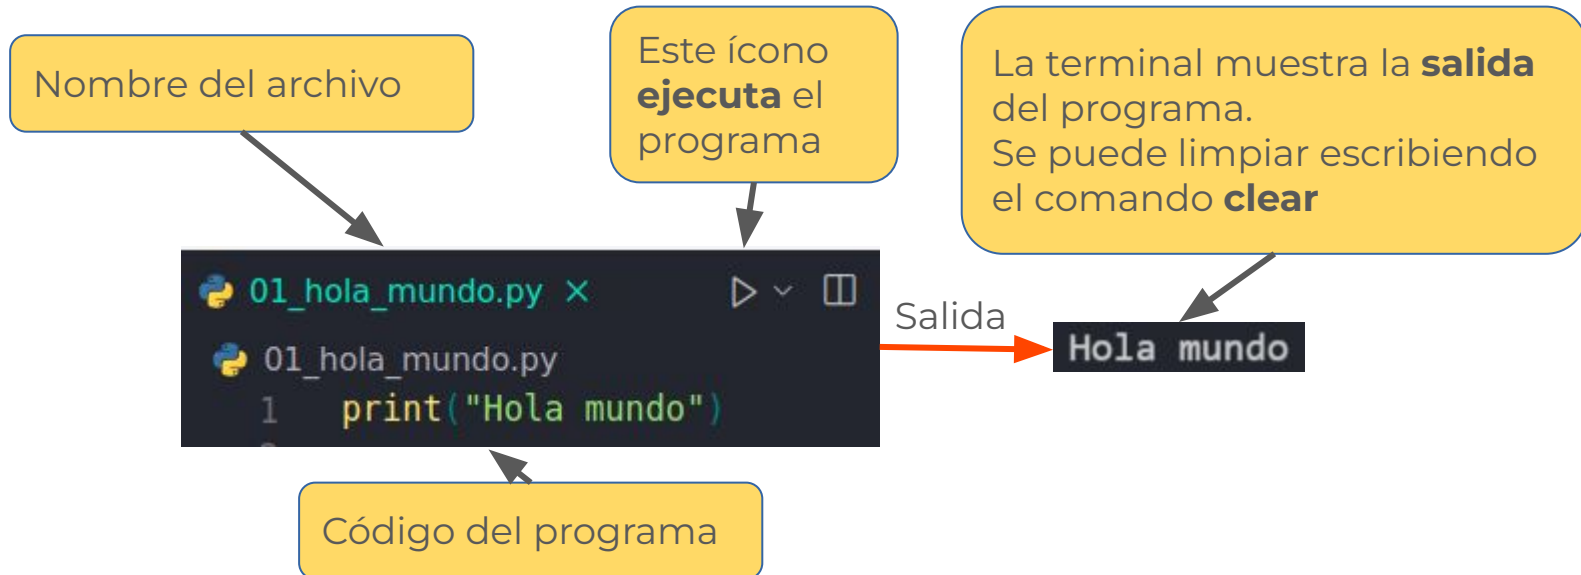 Nombre del archivo
Este ícono
ejecuta el
programa
La terminal muestra la salida
del programa.
Se puede limpiar escribiendo
el comando clear
01_hola_mundo.py ×
01_hola_mundo.py
1 print("Hola mundo")
Salida
Hola mundo
Código del programa